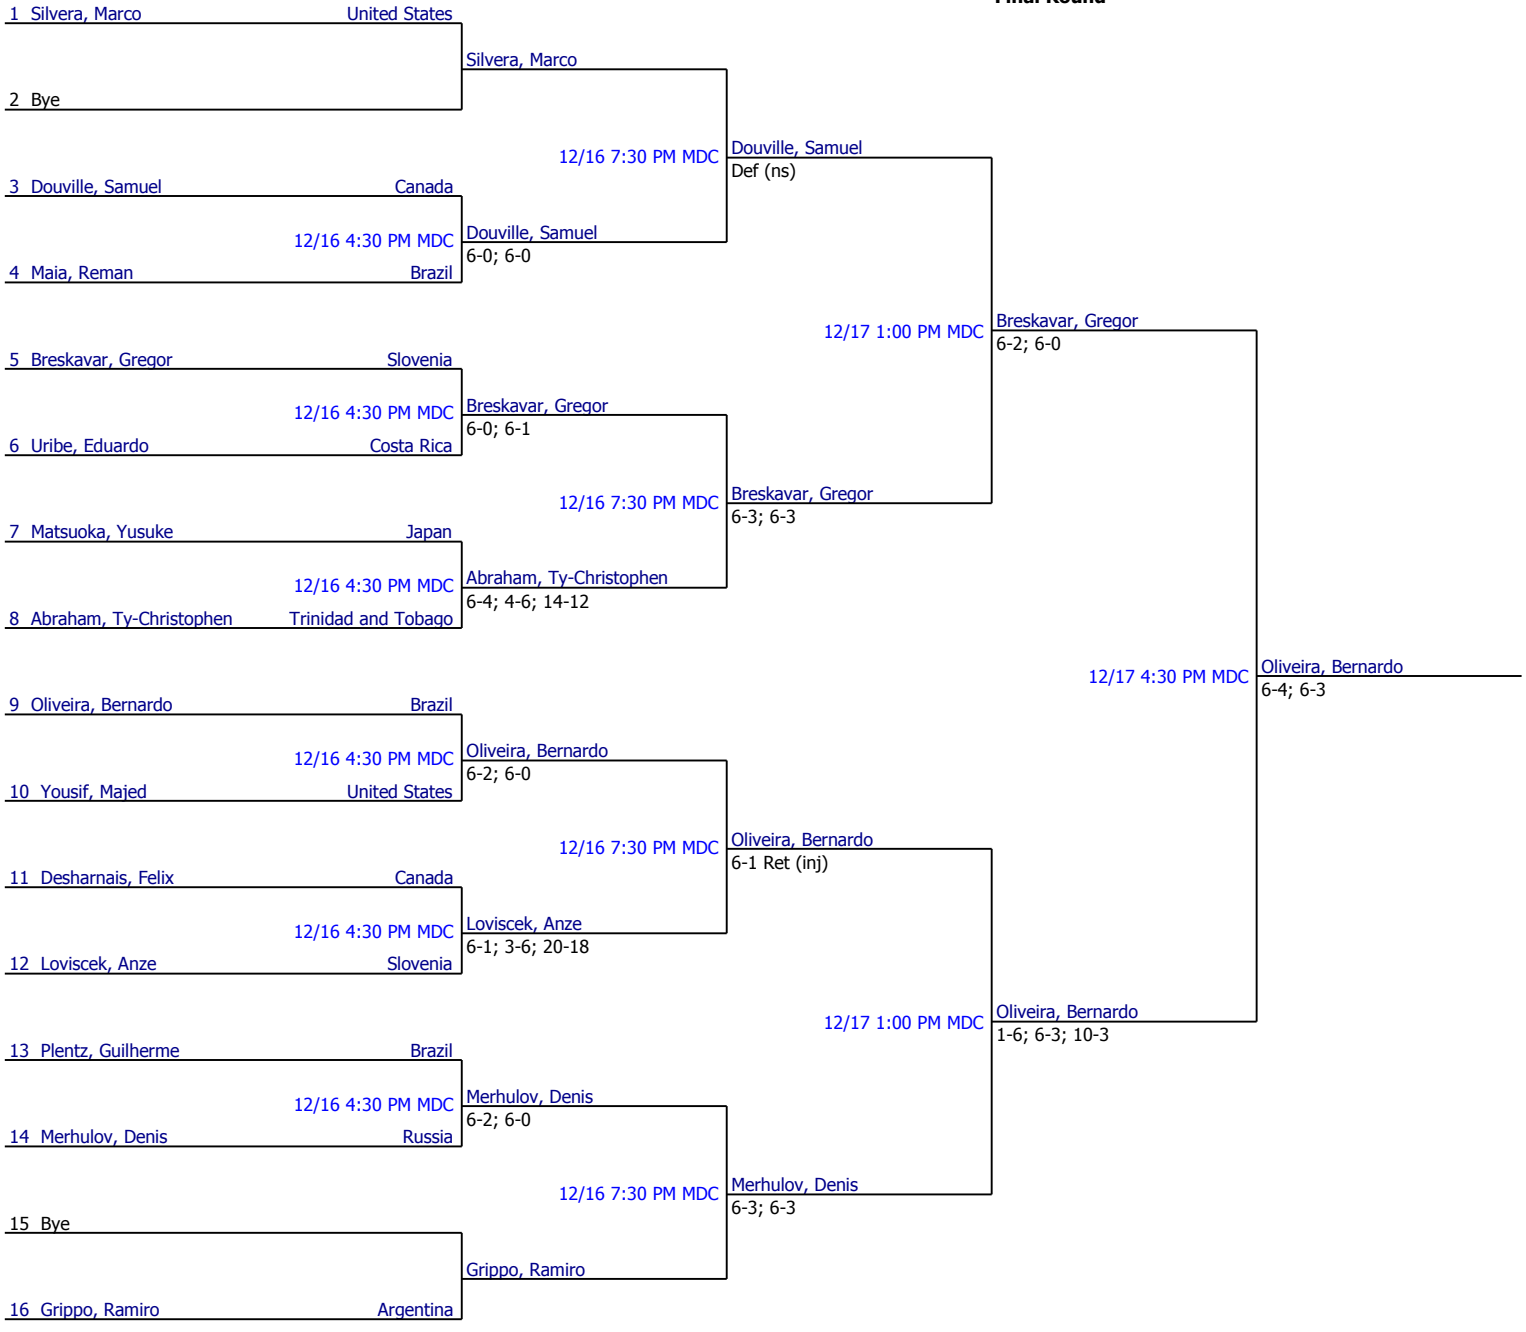 Final Round
1 Silvera, Marco United States
Silvera, Marco
2 Bye
12/16 7:30 PM MDC Douville, Samuel
Def (ns)
3 Douville, Samuel Canada
12/16 4:30 PM MDC Douville, Samuel
6-0; 6-0
4 Maia, Reman Brazil
12/17 1:00 PM MDC Breskavar, Gregor
6-2; 6-0
5 Breskavar, Gregor Slovenia
12/16 4:30 PM MDC Breskavar, Gregor
6-0; 6-1
6 Uribe, Eduardo Costa Rica
12/16 7:30 PM MDC Breskavar, Gregor
6-3; 6-3
7 Matsuoka, Yusuke Japan
12/16 4:30 PM MDC Abraham, Ty-Christophen
6-4; 4-6; 14-12
8 Abraham, Ty-Christophen Trinidad and Tobago
12/17 4:30 PM MDC Oliveira, Bernardo
6-4; 6-3
9 Oliveira, Bernardo Brazil
12/16 4:30 PM MDC Oliveira, Bernardo
6-2; 6-0
10 Yousif, Majed United States
12/16 7:30 PM MDC Oliveira, Bernardo
6-1 Ret (inj)
11 Desharnais, Felix Canada
12/16 4:30 PM MDC Loviscek, Anze
6-1; 3-6; 20-18
12 Loviscek, Anze Slovenia
12/17 1:00 PM MDC Oliveira, Bernardo
1-6; 6-3; 10-3
13 Plentz, Guilherme Brazil
12/16 4:30 PM MDC Merhulov, Denis
6-2; 6-0
14 Merhulov, Denis Russia
12/16 7:30 PM MDC Merhulov, Denis
6-3; 6-3
15 Bye
Grippo, Ramiro
16 Grippo, Ramiro Argentina